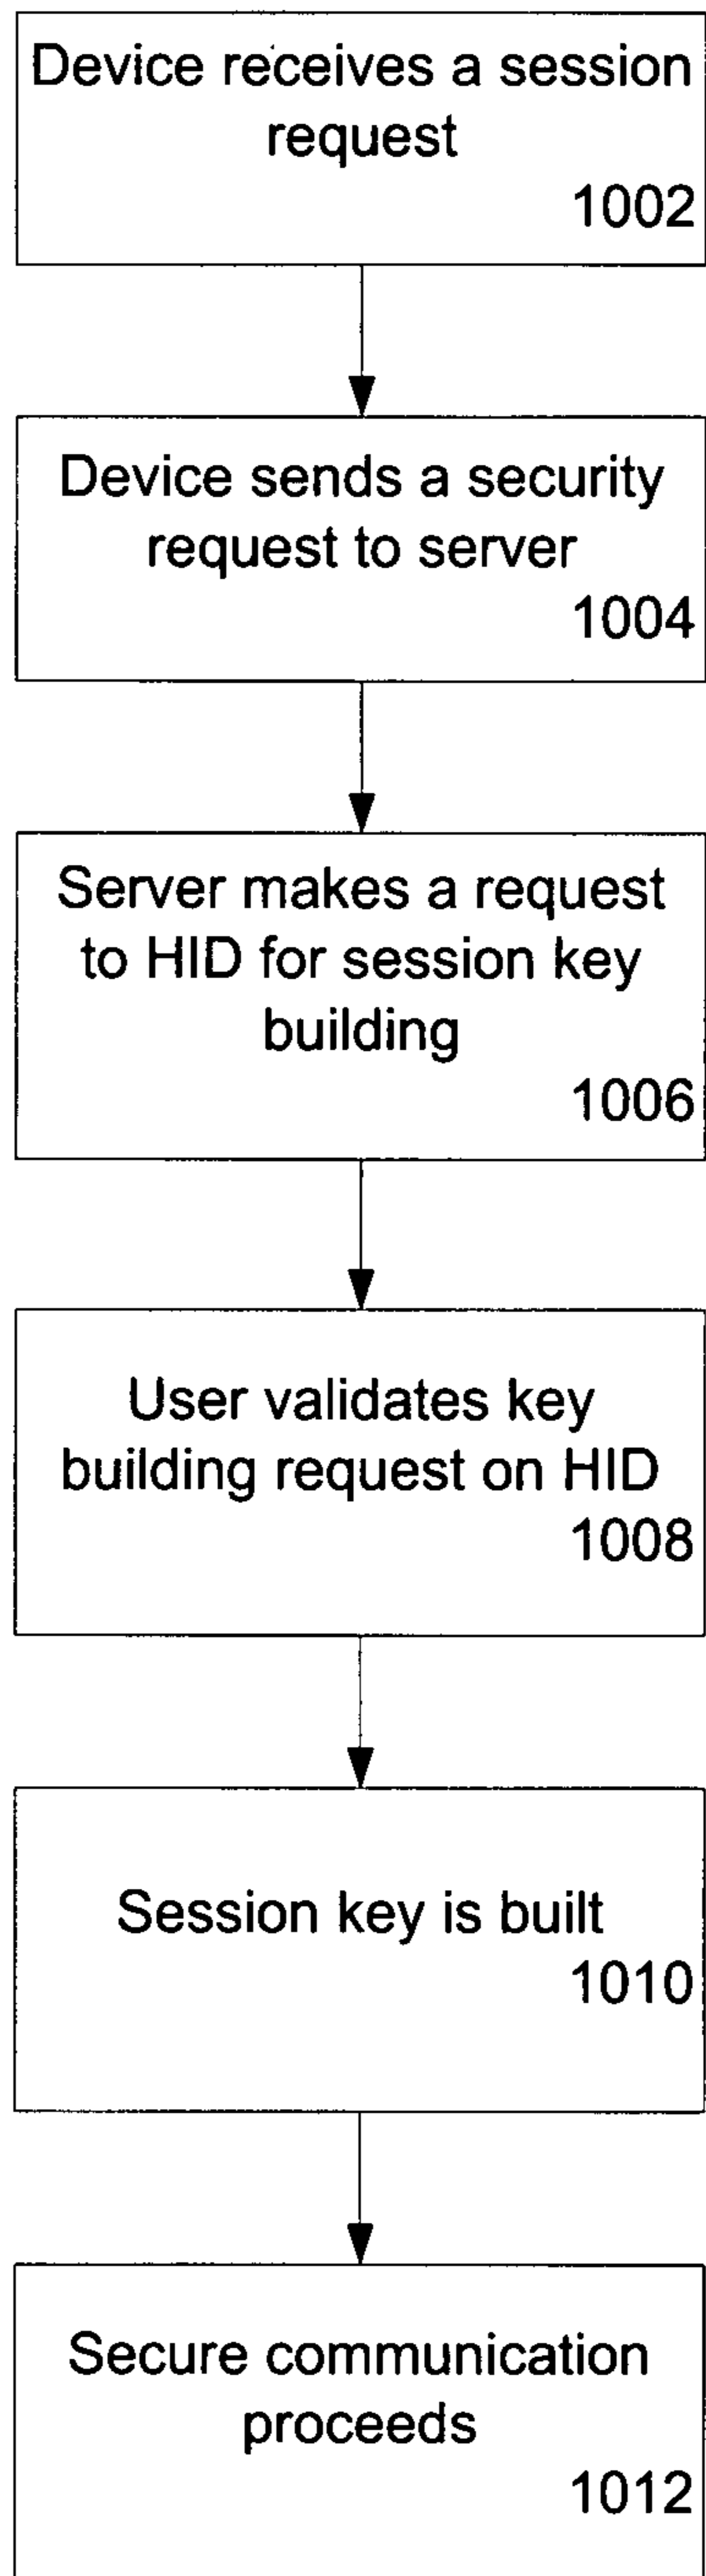 Device receives a session
request
1002
Device sends a security
request to server
1004
Server makes a request
to HID for session key
building
1006
User validates key
building request on HID
1008
Session key is built
1010
Secure communication
proceeds
1012